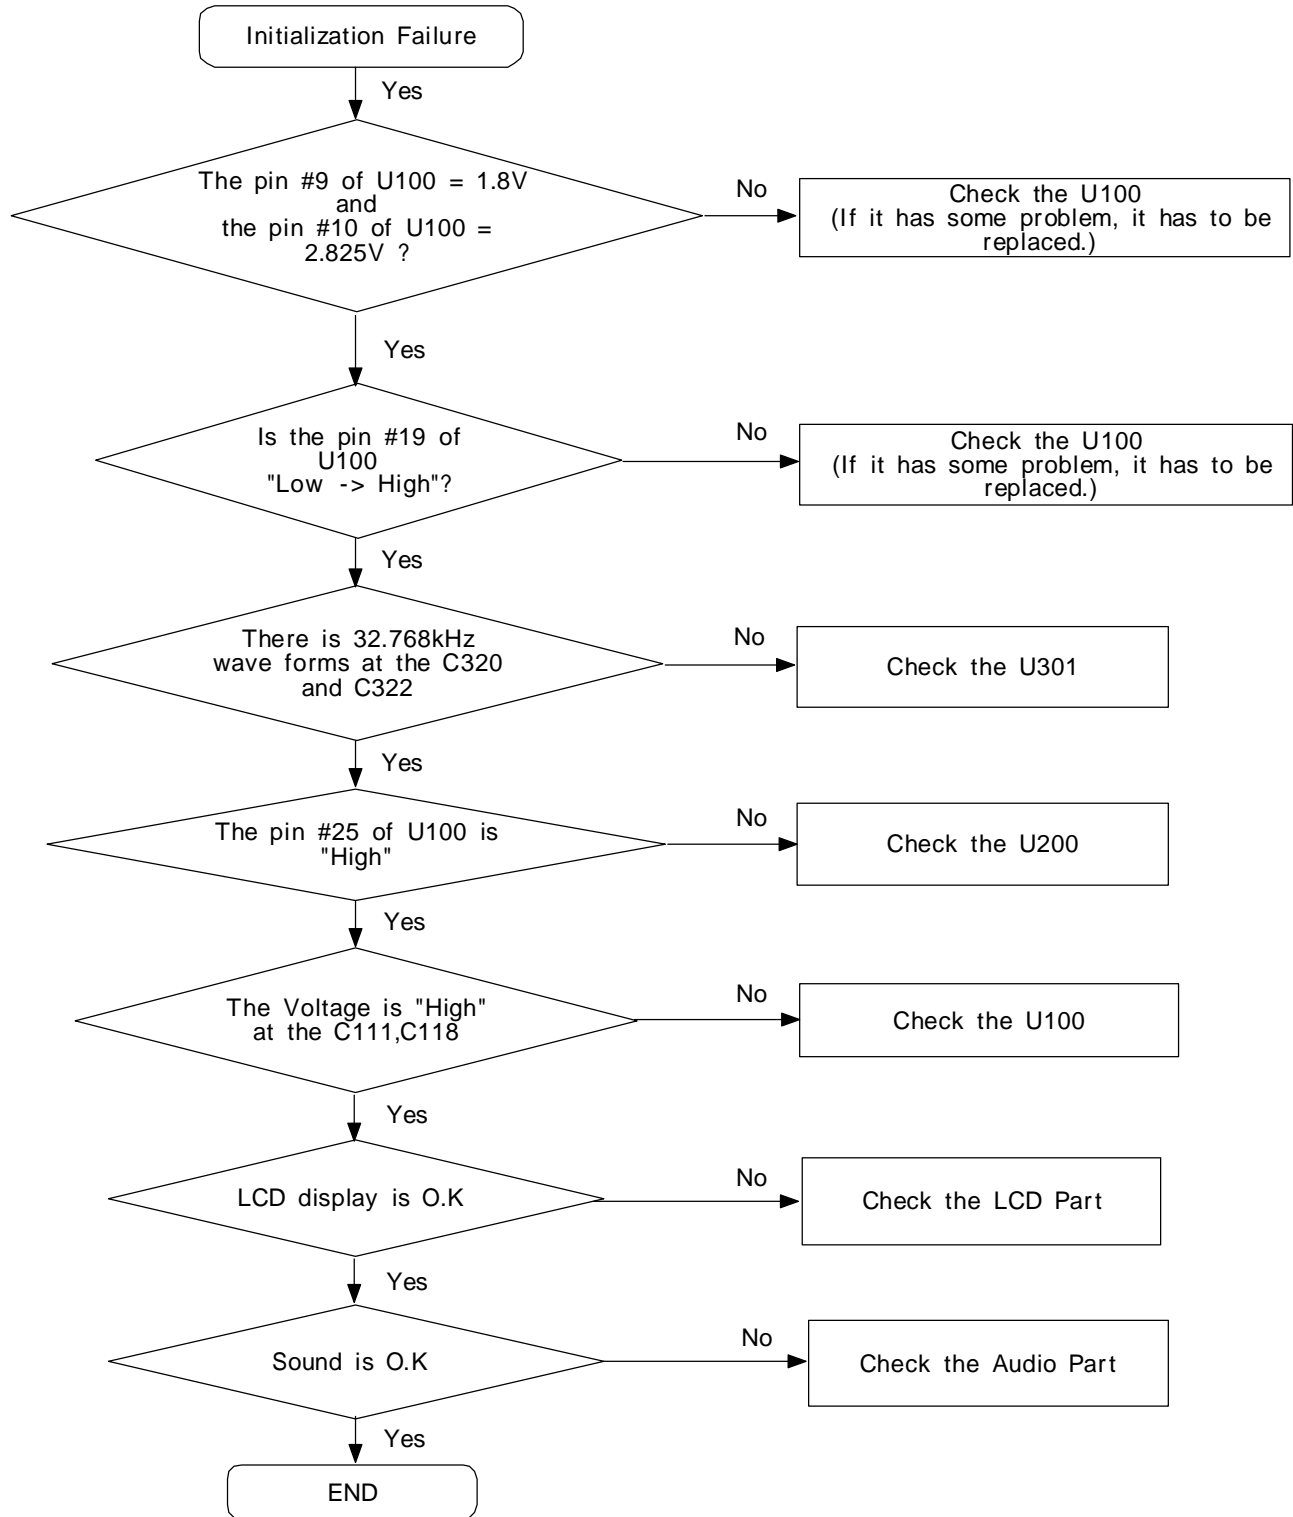 Initialization Failure
Yes
The pin #9 of U100 = 1.8V
and
the pin #10 of U100 =
2.825V ?
No
Check the U100
(If it has some problem, it has to be
replaced.)
Yes
Is the pin #19 of
U100
"Low -> High"?
No
Check the U100
(If it has some problem, it has to be
replaced.)
Yes
There is 32.768kHz
wave forms at the C320
and C322
No
Check the U301
Yes
The pin #25 of U100 is
"High"
No
Check the U200
Yes
The Voltage is "High"
at the C111,C118
No
Check the U100
Yes
LCD display is O.K
No
Check the LCD Part
Yes
Sound is O.K
No
Check the Audio Part
Yes
END